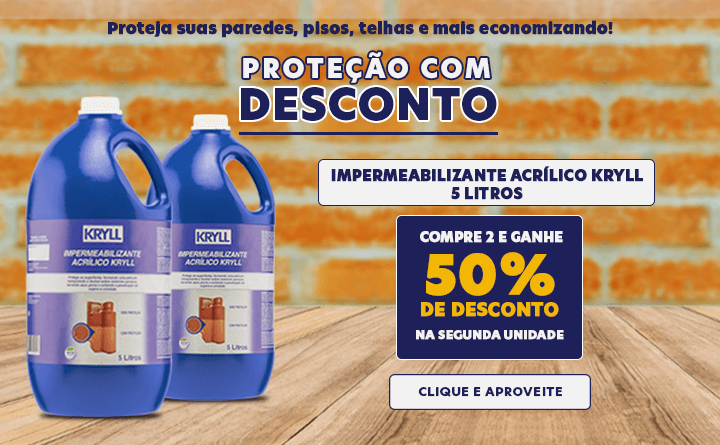 Proteja suas paredes, pisos, telhas e mais economizando!
PROTEÇÃO COM
DESCONTO
IMPERMEABILIZANTE ACRÍLICO KRYLL
5 LITROS
COMPRE 2 E GANHE
50%
DE DESCONTO
NA SEGUNDA UNIDADE
CLIQUE E APROVEITE
KRYLL
IMPERMEABILIZANTE
ACRÍLICO KRYLL
5 Litros
KRYLL
IMPERMEABILIZANTE
ACRÍLICO KRYLL
5 Litros